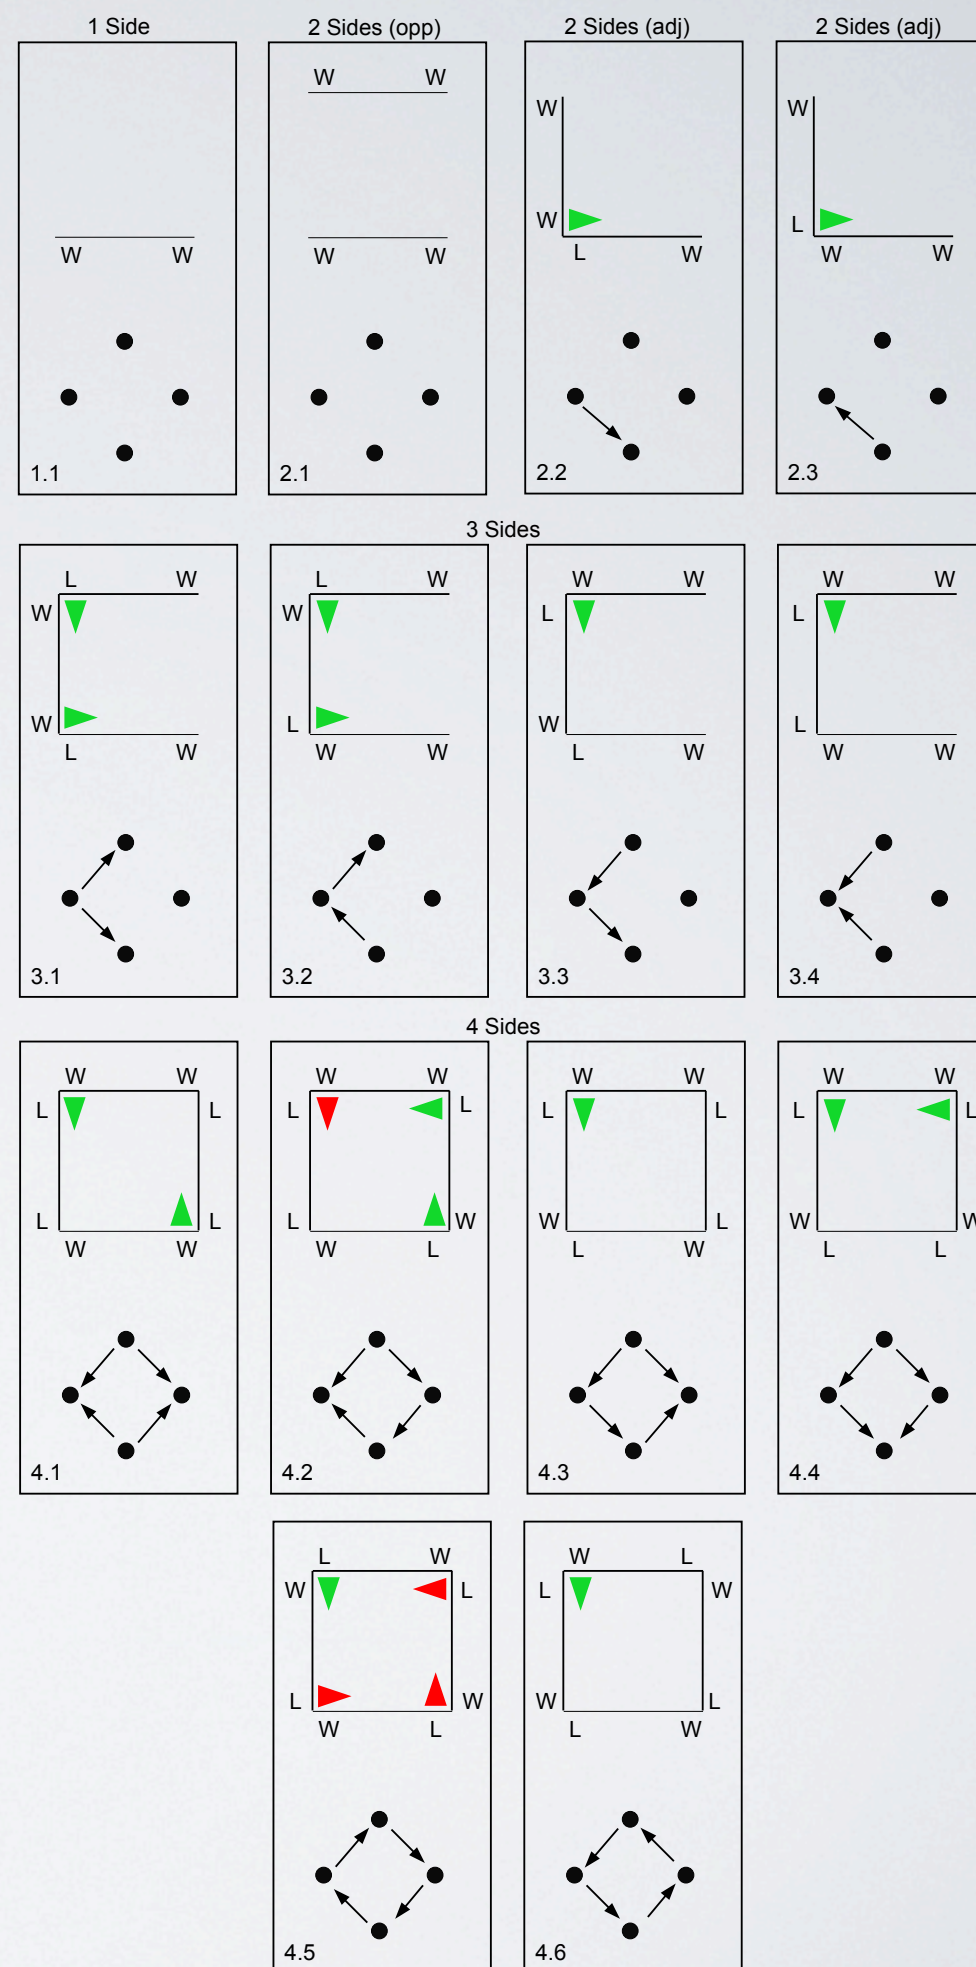 1 Side 2 Sides (opp) 2 Sides (adj) 2 Sides (adj)
W W
W W
W W
W L W
W W W W
L W
W W
1.1 2.1 2.2 2.3
3 Sides
L W L W W W W W
W W L L
W L W L
L W W W L W W W
3.1 3.2 3.3 3.4
4 Sides
W W W W W W W W
L L L L L L L L
L L L W W L W W
W W W L L W L L
4.1 4.2 4.3 4.4
L W W L
W L L W
L W W L
W L L W
4.5 4.6